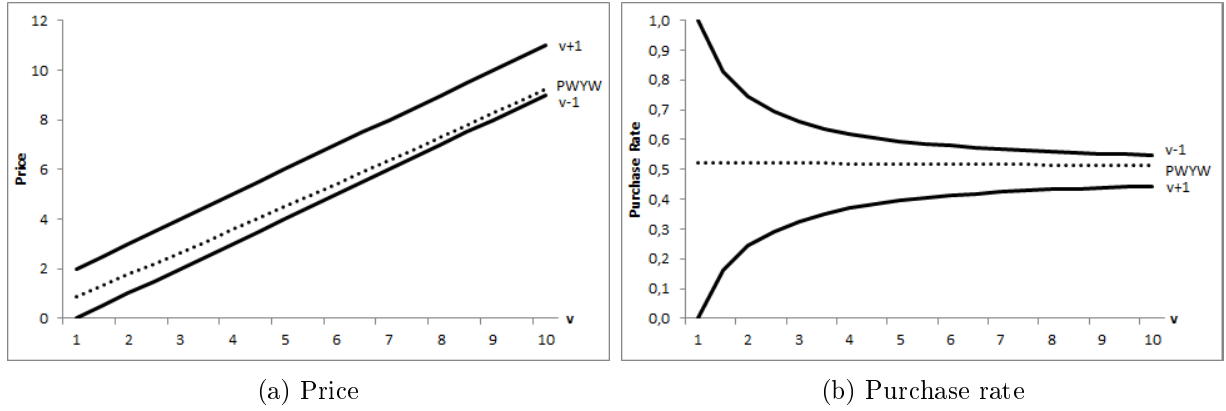 12
10
8
6
4
2
0
Price
v+1
PWYW
v-1
1 2 3 4 5 6 7 8 9 10
v
(a) Price
1,0
0,9
0,8
0,7
0,6
0,5
0,4
0,3
0,2
0,1
0,0
Purchase Rate
v-1
PWYW
v+1
1 2 3 4 5 6 7 8 9 10
v
(b) Purchase rate